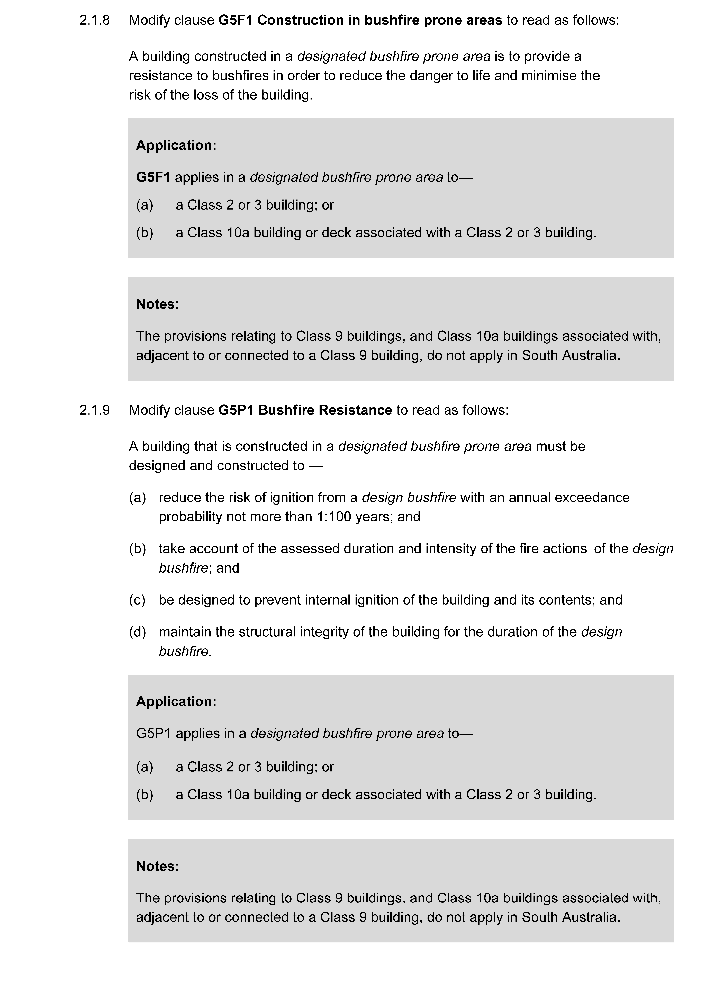 2.1.8 Modify clause G5F1 Construction in bushfire prone areas to read as follows:
A building constructed in a designated bushfire prone area is to provide a
resistance to bushfires in order to reduce the danger to life and minimise the
risk of the loss of the building.
Application:
G5F1 applies in a designated bushfire prone area to—
(a) a Class 2 or 3 building; or
(b) a Class 10a building or deck associated with a Class 2 or 3 building.
Notes:
The provisions relating to Class 9 buildings, and Class 10a buildings associated with,
adjacent to or connected to a Class 9 building, do not apply in South Australia.
2.1.9 Modify clause G5P1 Bushfire Resistance to read as follows:
A building that is constructed in a designated bushfire prone area must be
designed and constructed to —
(a) reduce the risk of ignition from a design bushfire with an annual exceedance
probability not more than 1:100 years; and
(b) take account of the assessed duration and intensity of the fire actions of the design
bushfire; and
(c) be designed to prevent internal ignition of the building and its contents; and
(d) maintain the structural integrity of the building for the duration of the design
bushfire.
Application:
G5P1 applies in a designated bushfire prone area to—
(a) a Class 2 or 3 building; or
(b) a Class 10a building or deck associated with a Class 2 or 3 building.
Notes:
The provisions relating to Class 9 buildings, and Class 10a buildings associated with,
adjacent to or connected to a Class 9 building, do not apply in South Australia.